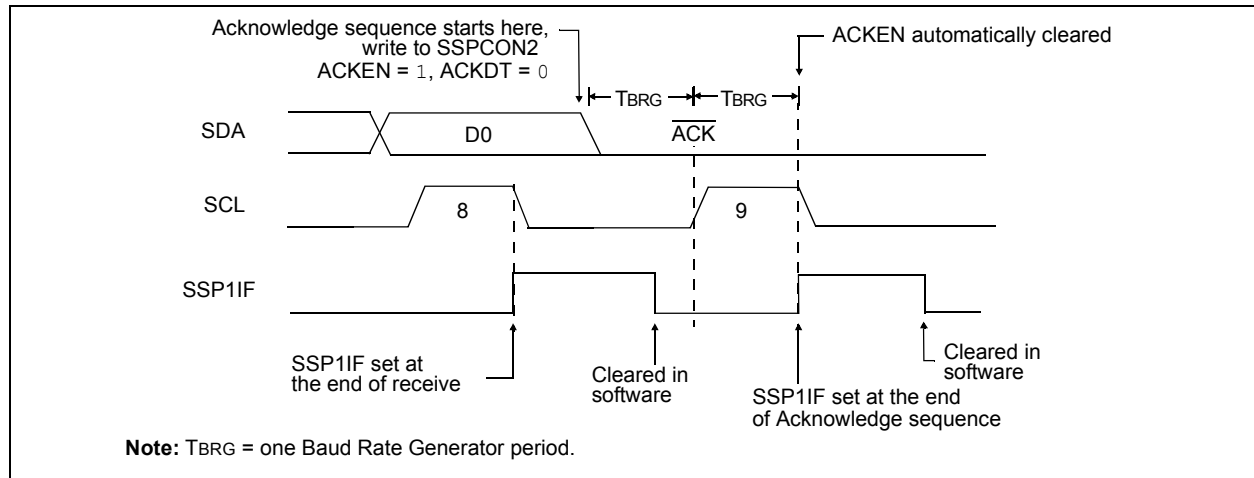 Acknowledge sequence starts here,
write to SSPCON2
ACKEN = 1, ACKDT = 0
ACKEN automatically cleared
TBRG
TBRG
SDA
D0
ACK
SCL
8
9
SSP1IF
SSP1IF set at
the end of receive
Cleared in
software
SSP1IF set at the end
of Acknowledge sequence
Cleared in
software
Note: TBRG = one Baud Rate Generator period.